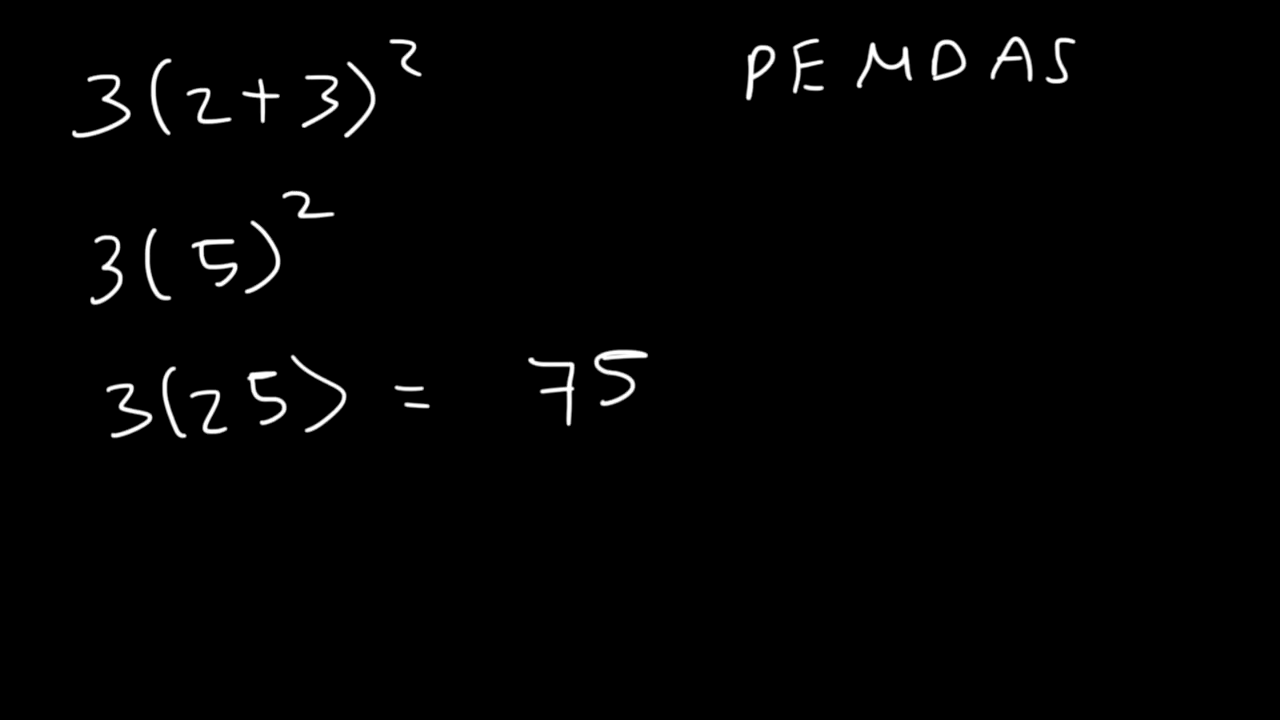 3(2+3)²
PEMDAS
3(5)²
3(25) = 75